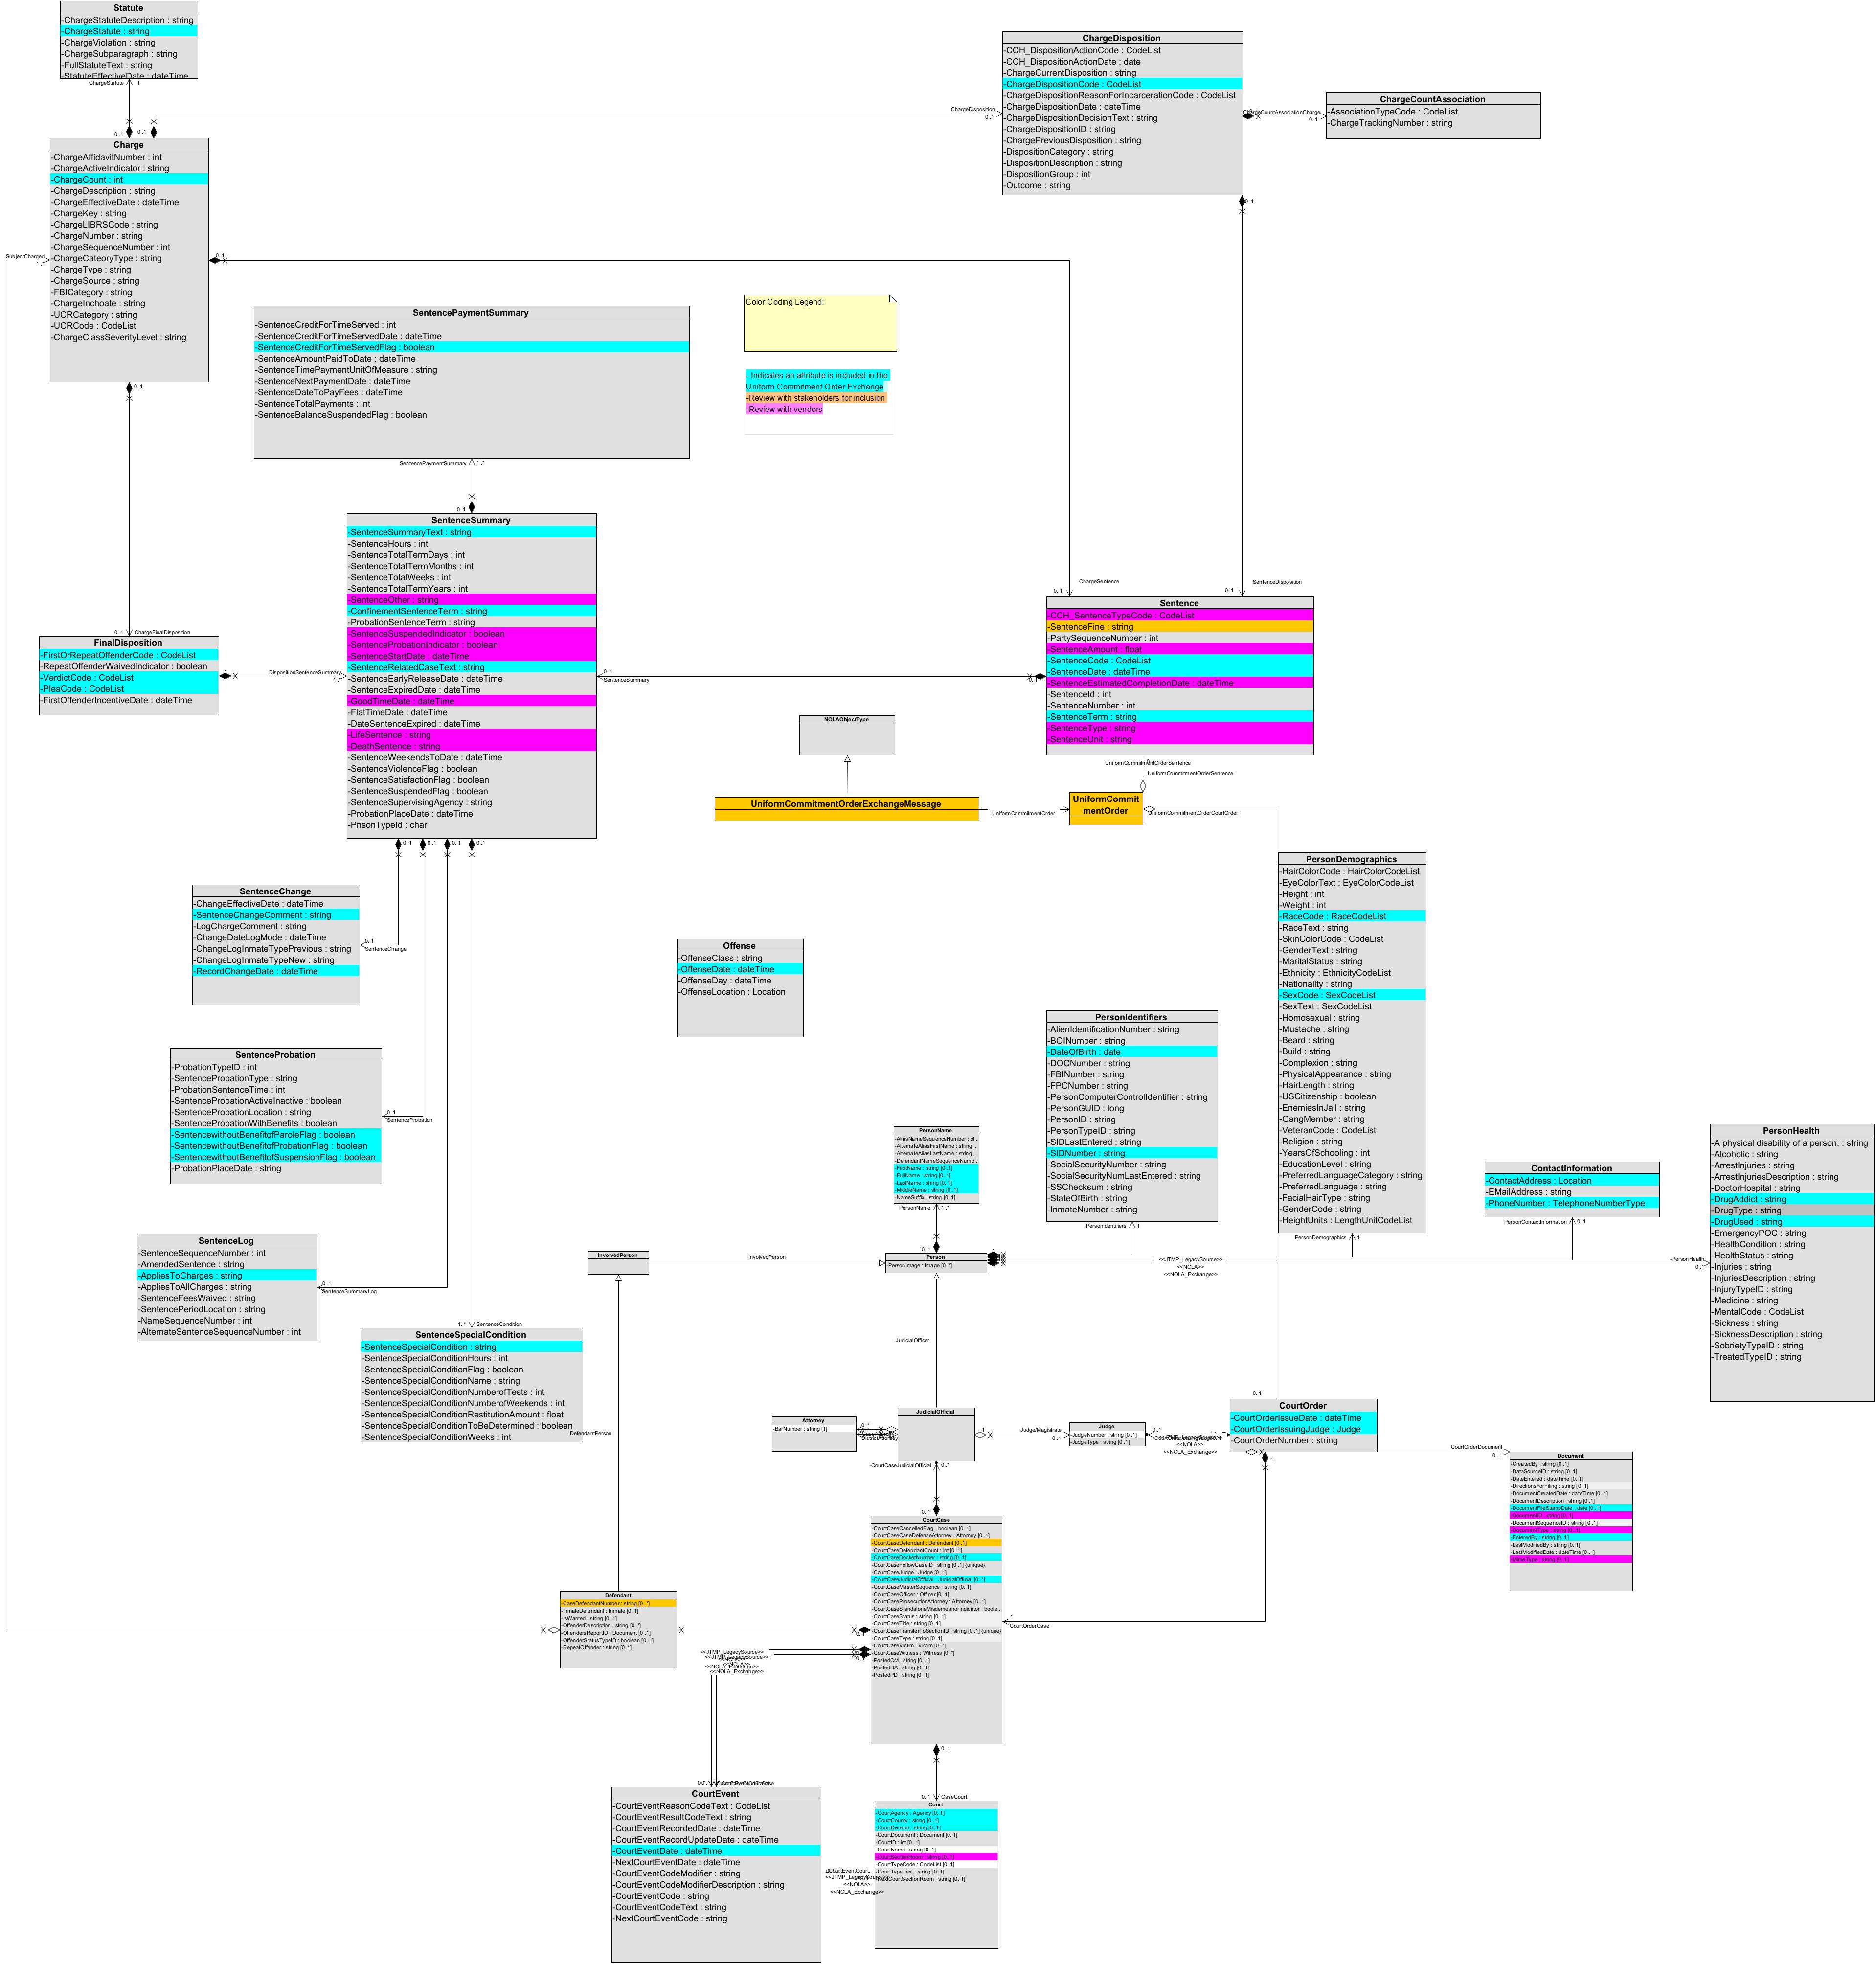 Statute
-ChargeStatuteDescription : string
-ChargeStatute : string
-ChargeViolation : string
-ChargeSubparagraph : string
-FullStatuteText : string
-StatuteEffectiveDate : dateTime
ChargeStatute
1
0..1
0..1
ChargeDisposition
0..1
ChargeDisposition
-CCH_DispositionActionCode : CodeList
-CCH_DispositionActionDate : date
-ChargeCurrentDisposition : string
-ChargeDispositionCode : CodeList
-ChargeDispositionReasonForIncarcerationCode : CodeList
-ChargeDispositionDate : dateTime
-ChargeDispositionDecisionText : string
-ChargeDispositionID : string
-ChargePreviousDisposition : string
-DispositionCategory : string
-DispositionDescription : string
-DispositionGroup : int
-Outcome : string
0..1
0..1
ChargeCountAssociation
-AssociationTypeCode : CodeList
-ChargeTrackingNumber : string
Charge
-ChargeAffidavitNumber : int
-ChargeActiveIndicator : string
-ChargeCount : int
-ChargeDescription : string
-ChargeEffectiveDate : dateTime
-ChargeKey : string
-ChargeLIBRSCode : string
-ChargeNumber : string
-ChargeSequenceNumber : int
-ChargeCateoryType : string
-ChargeType : string
-ChargeSource : string
-FBICategory : string
-ChargeInchoate : string
-UCRCategory : string
-UCRCode : CodeList
-ChargeClassSeverityLevel : string
SubjectCharged
0..1
0..1
SentencePaymentSummary
-SentenceCreditForTimeServed : int
-SentenceCreditForTimeServedDate : dateTime
-SentenceCreditForTimeServedFlag : boolean
-SentenceAmountPaidToDate : dateTime
-SentenceTimePaymentUnitOfMeasure : string
-SentenceNextPaymentDate : dateTime
-SentenceDateToPayFees : dateTime
-SentenceTotalPayments : int
-SentenceBalanceSuspendedFlag : boolean
SentencePaymentSummary
1..*
0..1
Color Coding Legend:
- Indicates an attribute is included in the
Uniform Commitment Order Exchange
-Review with stakeholders for inclusion
-Review with vendors
SentenceSummary
-SentenceSummaryText : string
-SentenceHours : int
-SentenceTotalTermDays : int
-SentenceTotalTermMonths : int
-SentenceTotalWeeks : int
-SentenceTotalTermYears : int
-SentenceOther : string
-ConfinementSentenceTerm : string
-ProbationSentenceTerm : string
-SentenceSuspendedIndicator : boolean
-SentenceProbationIndicator : boolean
-SentenceStartDate : dateTime
-SentenceRelatedCaseText : string
-SentenceEarlyReleaseDate : dateTime
-SentenceExpiredDate : dateTime
-GoodTimeDate : dateTime
-FlatTimeDate : dateTime
-DateSentenceExpired : dateTime
-LifeSentence : string
-DeathSentence : string
-SentenceWeekendsToDate : dateTime
-SentenceViolenceFlag : boolean
-SentenceSatisfactionFlag : boolean
-SentenceSuspendedFlag : boolean
-SentenceSupervisingAgency : string
-ProbationPlaceDate : dateTime
-PrisonTypeId : char
0..1 ChargeFinalDisposition
FinalDisposition
-FirstOrRepeatOffenderCode : CodeList
-RepeatOffenderWaivedIndicator : boolean
-VerdictCode : CodeList
-PleaCode : CodeList
-FirstOffenderIncentiveDate : dateTime
DispositionSentenceSummary
0..1
SentenceSummary
0..1
ChargeSentence
0..1
SentenceDisposition
Sentence
-CCH_SentenceTypeCode : CodeList
-SentenceFine : string
-PartySequenceNumber : int
-SentenceAmount : float
-SentenceCode : CodeList
-SentenceDate : dateTime
-SentenceEstimatedCompletionDate : dateTime
-SentenceId : int
-SentenceNumber : int
-SentenceTerm : string
-SentenceType : string
-SentenceUnit : string
UniformCommitmentOrderSentence
NOLAObjectType
UniformCommitmentOrderExchangeMessage
UniformCommitmentOrder
UniformCommit
mentOrder
UniformCommitmentOrderCourtOrder
0..1 0..1 0..1 0..1
SentenceChange
-ChangeEffectiveDate : dateTime
-SentenceChangeComment : string
-LogChargeComment : string
-ChangeDateLogMode : dateTime
-ChangeLogInmateTypePrevious : string
-ChangeLogInmateTypeNew : string
-RecordChangeDate : dateTime
0..1
SentenceChange
Offense
-OffenseClass : string
-OffenseDate : dateTime
-OffenseDay : dateTime
-OffenseLocation : Location
PersonDemographics
-HairColorCode : HairColorCodeList
-EyeColorText : EyeColorCodeList
-Height : int
-Weight : int
-RaceCode : RaceCodeList
-RaceText : string
-SkinColorCode : CodeList
-GenderText : string
-MaritalStatus : string
-Ethnicity : EthnicityCodeList
-Nationality : string
-SexCode : SexCodeList
-SexText : SexCodeList
-Homosexual : string
-Mustache : string
-Beard : string
-Build : string
-Complexion : string
-PhysicalAppearance : string
-HairLength : string
-USCitizenship : boolean
-EnemiesInJail : string
-GangMember : string
-VeteranCode : CodeList
-Religion : string
-YearsOfSchooling : int
-EducationLevel : string
-PreferredLanguageCategory : string
-PreferredLanguage : string
-FacialHairType : string
-GenderCode : string
-HeightUnits : LengthUnitCodeList
PersonDemographics
1
PersonIdentifiers
-AlienIdentificationNumber : string
-BOINumber : string
-DateOfBirth : date
-DOCNumber : string
-FBINumber : string
-FPCNumber : string
-PersonComputerControlIdentifier : string
-PersonGUID : long
-PersonID : string
-PersonTypeID : string
-SIDLastEntered : string
-SIDNumber : string
-SocialSecurityNumber : string
-SocialSecurityNumLastEntered : string
-SSChecksum : string
-StateOfBirth : string
-InmateNumber : string
PersonIdentifiers
1
SentenceProbation
-ProbationTypeID : int
-SentenceProbationType : string
-ProbationSentenceTime : int
-SentenceProbationActiveInactive : boolean
-SentenceProbationLocation : string
-SentenceProbationWithBenefits : boolean
-SentencewithoutBenefitofParoleFlag : boolean
-SentencewithoutBenefitofProbationFlag : boolean
-SentencewithoutBenefitofSuspensionFlag : boolean
-ProbationPlaceDate : string
0..1
SentenceProbation
PersonName
-AliasNameSequenceNumber : st...
-AlternateAliasFirstName : string ...
-AlternateAliasLastName : string ...
-DefendantNameSequenceNumb...
-FirstName : string [0..1]
-FullName : string [0..1]
-LastName : string [0..1]
-MiddleName : string [0..1]
-NameSuffix : string [0..1]
PersonName
1..*
0..1
ContactInformation
-ContactAddress : Location
-EMailAddress : string
-PhoneNumber : TelephoneNumberType
PersonContactInformation
0..1
PersonHealth
-A physical disability of a person. : string
-Alcoholic : string
-ArrestInjuries : string
-ArrestInjuriesDescription : string
-DoctorHospital : string
-DrugAddict : string
-DrugType : string
-DrugUsed : string
-EmergencyPOC : string
-HealthCondition : string
-HealthStatus : string
-Injuries : string
-InjuriesDescription : string
-InjuryTypeID : string
-Medicine : string
-MentalCode : CodeList
-Sickness : string
-SicknessDescription : string
-SobrietyTypeID : string
-TreatedTypeID : string
-PersonHealth
0..1
InvolvedPerson
InvolvedPerson
Person
-PersonImage : Image [0..*]
<<JTMP_LegacySource>>
<<NOLA>>
<<NOLA_Exchange>>
SentenceLog
-SentenceSequenceNumber : int
-AmendedSentence : string
-AppliesToCharges : string
-AppliesToAllCharges : string
-SentenceFeesWaived : string
-SentencePeriodLocation : string
-NameSequenceNumber : int
-AlternateSentenceSequenceNumber : int
0..1
SentenceSummaryLog
1..* SentenceCondition
SentenceSpecialCondition
-SentenceSpecialCondition : string
-SentenceSpecialConditionHours : int
-SentenceSpecialConditionFlag : boolean
-SentenceSpecialConditionName : string
-SentenceSpecialConditionNumberofTests : int
-SentenceSpecialConditionNumberofWeekends : int
-SentenceSpecialConditionRestitutionAmount : float
-SentenceSpecialConditionToBeDetermined : boolean
-SentenceSpecialConditionWeeks : int
DefendantPerson
JudicialOfficer
Attorney
-BarNumber : string [1]
JudicialOfficial
Judge/Magistrate
0..1
Judge
-JudgeNumber : string [0..1]
-JudgeType : string [0..1]
<<NOLA>>
<<NOLA_Exchange>>
0..1
CourtOrder
-CourtOrderIssueDate : dateTime
-CourtOrderIssuingJudge : Judge
-CourtOrderNumber : string
CourtOrderDocument
0..1
Document
-CreatedBy : string [0..1]
-DataSourceID : string [0..1]
-DateEntered : dateTime [0..1]
-DirectionsForFiling : string [0..1]
-DocumentCreatedDate : dateTime [0..1]
-DocumentDescription : string [0..1]
-DocumentFileStampDate : date [0..1]
-DocumentID : string [0..1]
-DocumentSequenceID : string [0..1]
-DocumentType : string [0..1]
-EnteredBy : string [0..1]
-LastModifiedBy : string [0..1]
-LastModifiedDate : dateTime [0..1]
-MimeType : string [0..1]
-CourtCaseJudicialOfficial
0..*
0..1
CourtCase
-CourtCaseCancelledFlag : boolean [0..1]
-CourtCaseCaseDefenseAttorney : Attorney [0..1]
-CourtCaseDefendant : Defendant [0..1]
-CourtCaseDefendantCount : int [0..1]
-CourtCaseDocketNumber : string [0..1]
-CourtCaseFollowCaseID : string [0..1] {unique}
-CourtCaseJudge : Judge [0..1]
-CourtCaseJudicialOfficial : JudicialOfficial [0..*]
-CourtCaseMasterSequence : string [0..1]
-CourtCaseOfficer : Officer [0..1]
-CourtCaseProsecutionAttorney : Attorney [0..1]
-CourtCaseStandaloneMisdemeanorIndicator : boole...
-CourtCaseStatus : string [0..1]
-CourtCaseTitle : string [0..1]
-CourtCaseTransferToSectionID : string [0..1] {unique}
-CourtCaseType : string [0..1]
-CourtCaseVictim : Victim [0..*]
-CourtCaseWitness : Witness [0..*]
-PostedCM : string [0..1]
-PostedDA : string [0..1]
-PostedPD : string [0..1]
1
CourtOrderCase
Defendant
-CaseDefendantNumber : string [0..*]
-InmateDefendant : Inmate [0..1]
-IsWanted : string [0..1]
-OffenderDescription : string [0..*]
-OffendersReportID : Document [0..1]
-OffenderStatusTypeID : boolean [0..1]
-RepeatOffender : string [0..*]
<<JTMP_LegacySource>>
<<NOLA_Exchange>>
CourtEvent
-CourtEventReasonCodeText : CodeList
-CourtEventResultCodeText : string
-CourtEventRecordedDate : dateTime
-CourtEventRecordUpdateDate : dateTime
-CourtEventDate : dateTime
-NextCourtEventDate : dateTime
-CourtEventCodeModifier : string
-CourtEventCodeModifierDescription : string
-CourtEventCode : string
-CourtEventCodeText : string
-NextCourtEventCode : string
0..1
0..1 CaseCourt
Court
-CourtAgency : Agency [0..1]
-CourtCounty : string [0..1]
-CourtDivision : string [0..1]
-CourtDocument : Document [0..1]
-CourtID : int [0..1]
-CourtName : string [0..1]
-CourtSectionRoom : string [0..1]
-CourtTypeCode : CodeList [0..1]
-CourtTypeText : string [0..1]
-NextCourtSectionRoom : string [0..1]
<<NOLA>>
<<NOLA_Exchange>>